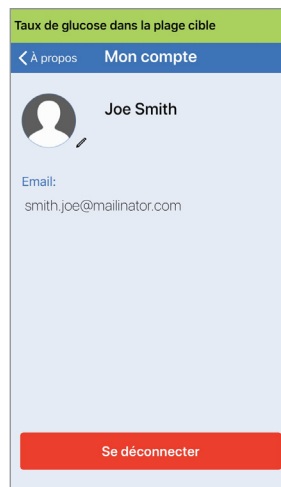 Taux de glucose dans la plage cible
À propos Mon compte
Joe Smith
Email:
smith.joe@mailinator.com
Se déconnecter